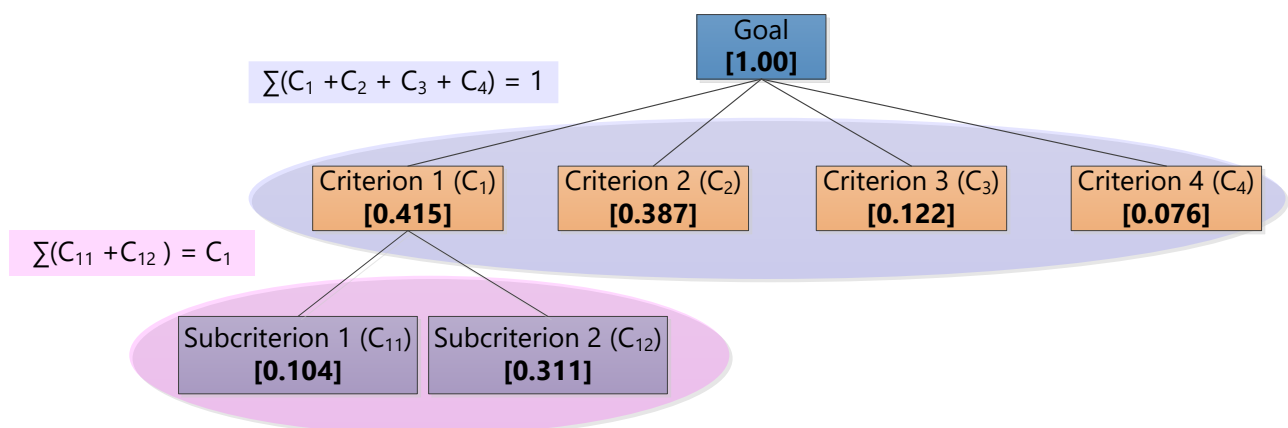 Goal
[1.00]
∑(C₁ +C₂ + C₃ + C₄) = 1
Criterion 1 (C₁)
[0.415]
Criterion 2 (C₂)
[0.387]
Criterion 3 (C₃)
[0.122]
Criterion 4 (C₄)
[0.076]
∑(C₁₁ +C₁₂ ) = C₁
Subcriterion 1 (C₁₁)
[0.104]
Subcriterion 2 (C₁₂)
[0.311]